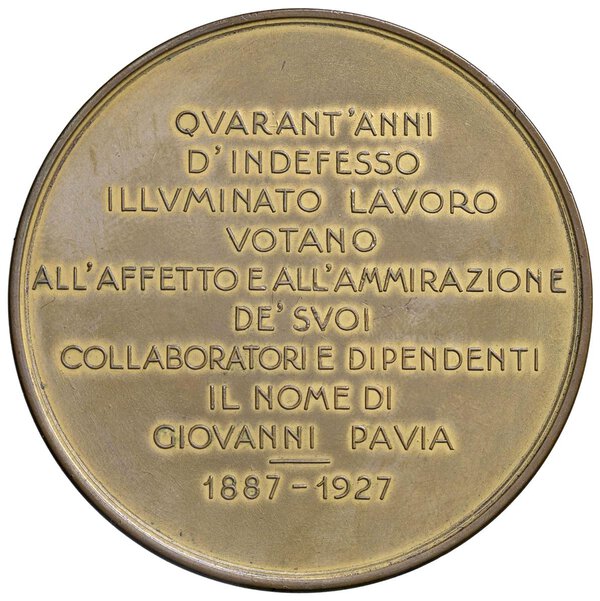 QVARANT'ANNI
D'INDEFESSO
ILLVMINATO LAVORO
VOTANO
ALL'AFFETTO E ALL'AMMIRAZIONE
DE' SVOI
COLLABORATORI E DIPENDENTI
IL NOME DI
GIOVANNI PAVIA
1887-1927